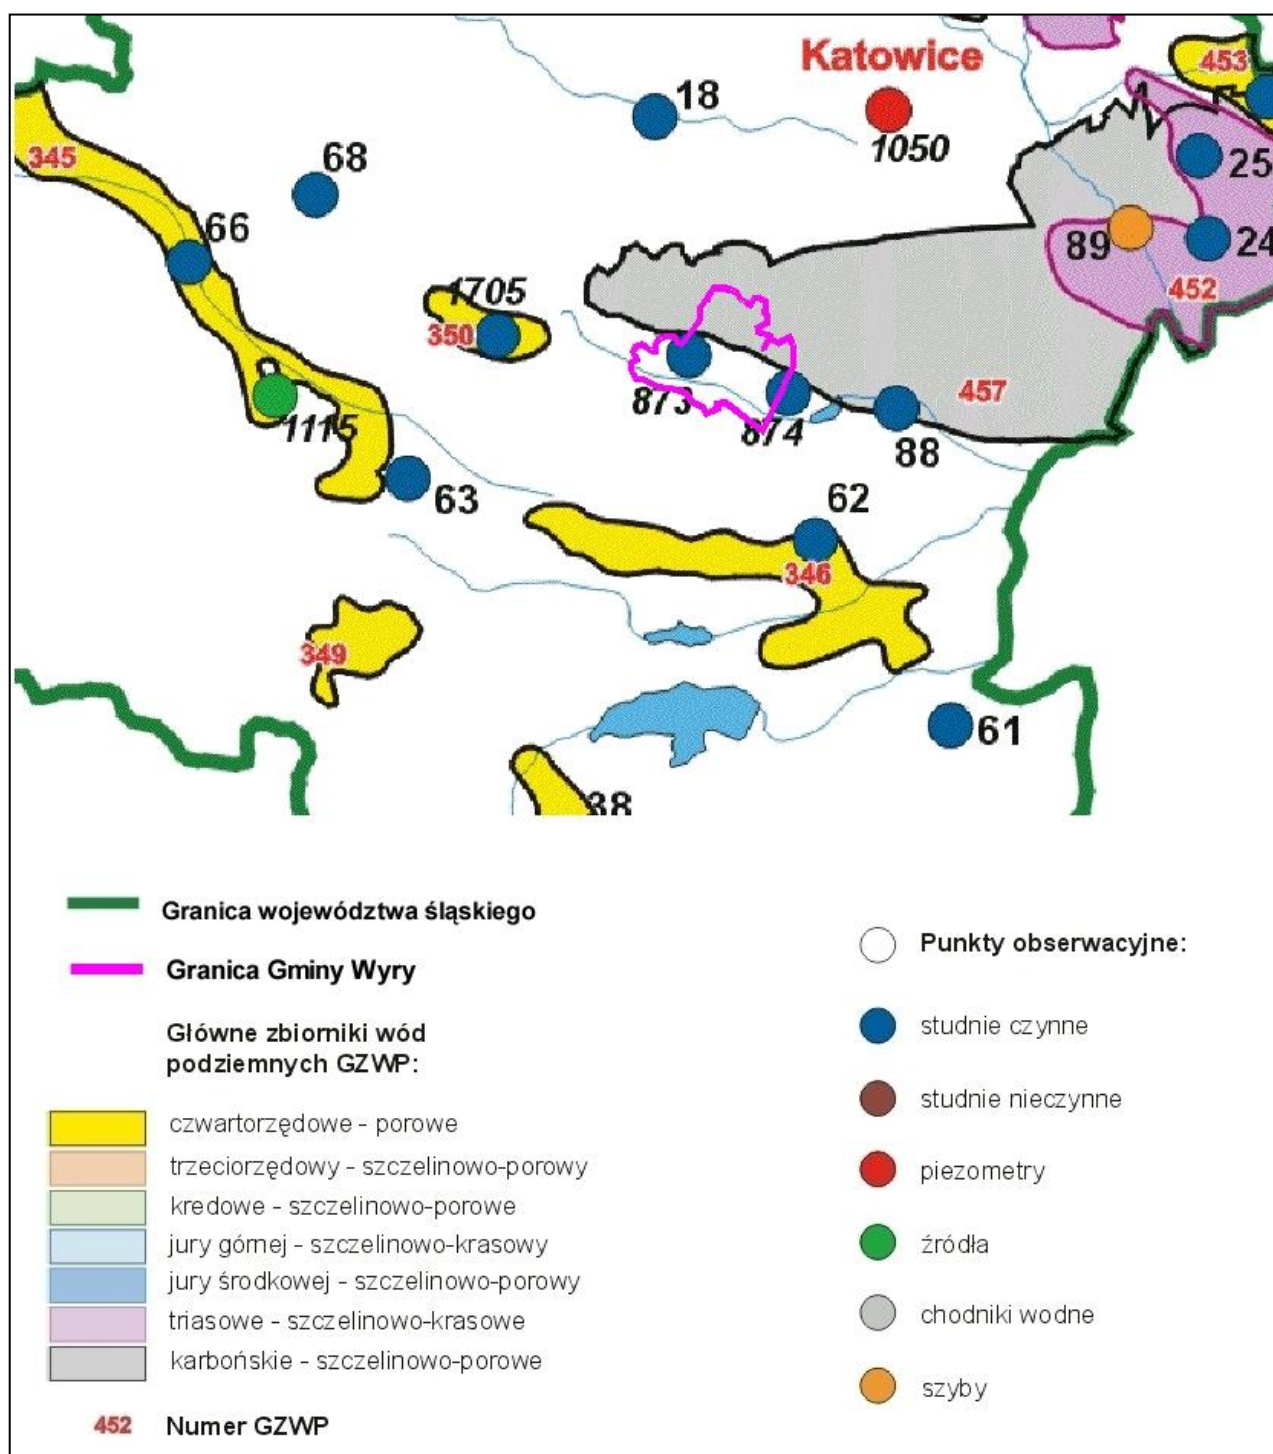 Katowice
453
18
1050
345
68
25
66
89
24
1705
452
350
873
457
1115
874
88
63
62
346
349
61
38
Granica województwa śląskiego
Granica Gminy Wyry
Punkty obserwacyjne:
Główne zbiorniki wód
podziemnych GZWP:
studnie czynne
studnie nieczynne
czwartorzędowe - porowe
trzeciorzędowy - szczelinowo-porowy
piezometry
kredowe - szczelinowo-porowe
jury górnej - szczelinowo-krasowy
źródła
jury środkowej - szczelinowo-porowy
triasowe - szczelinowo-krasowe
chodniki wodne
karbońskie - szczelinowo-porowe
szyby
452 Numer GZWP